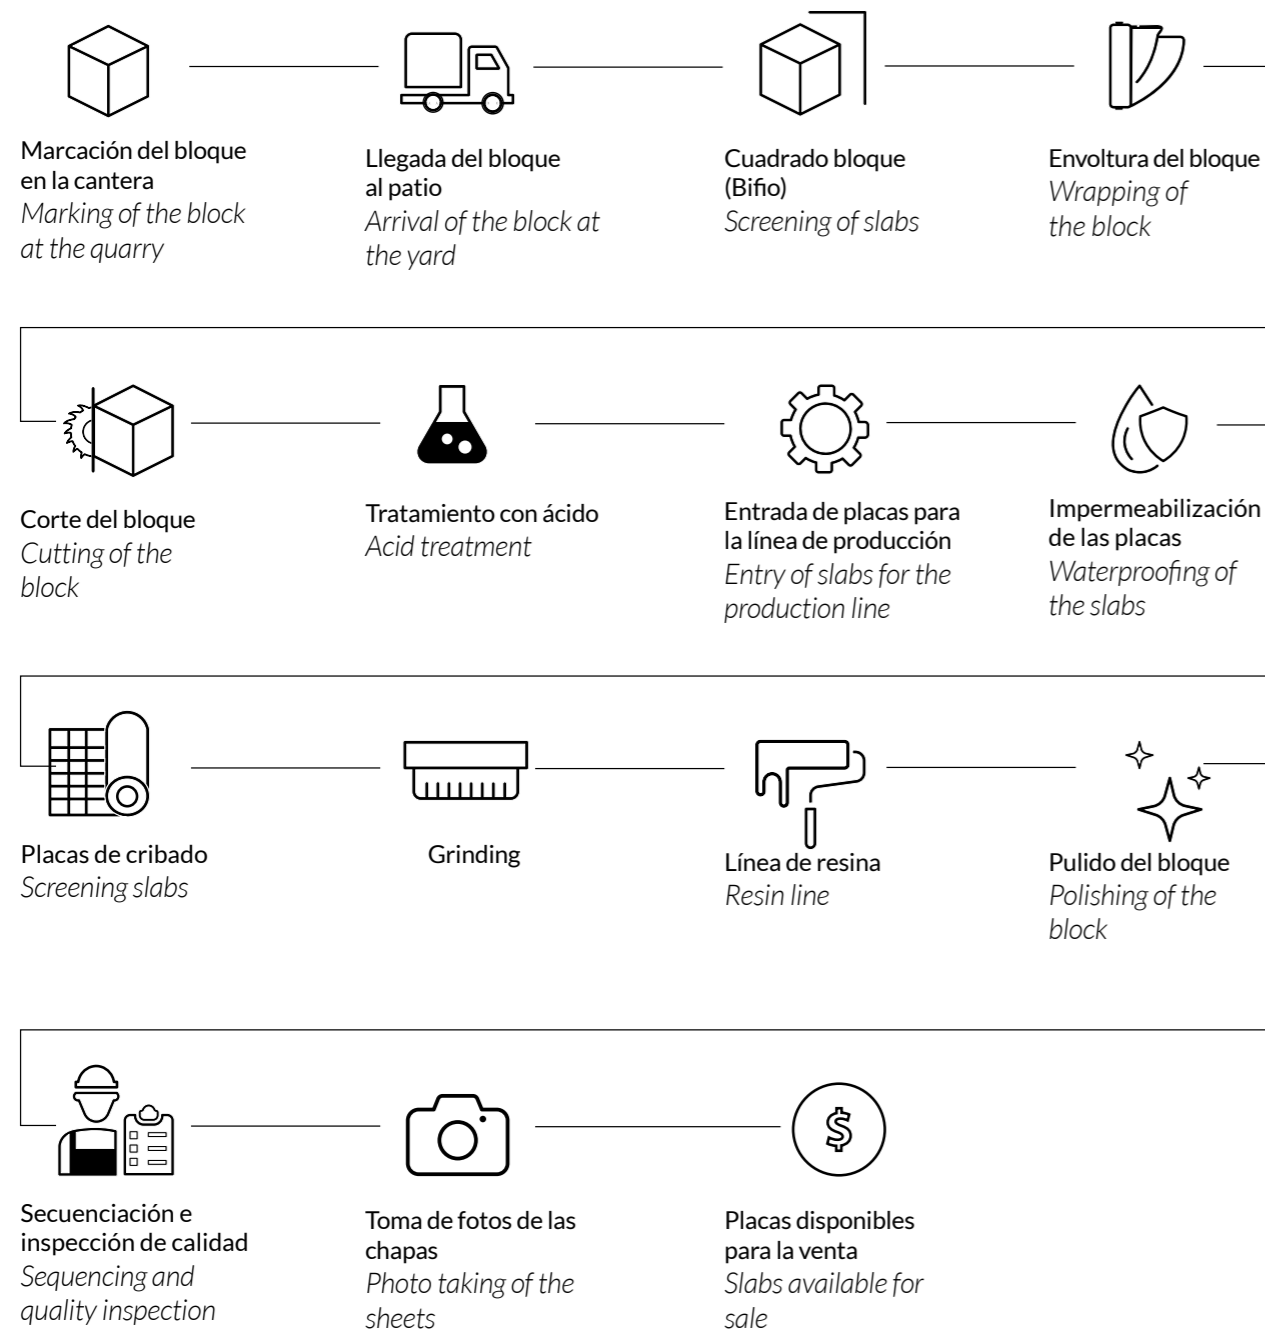 Marcación del bloque
en la cantera
Marking of the block
at the quarry
Llegada del bloque
al patio
Arrival of the block at
the yard
Cuadrado bloque
(Bifio)
Screening of slabs
Envoltura del bloque
Wrapping of
the block
Corte del bloque
Cutting of the
block
Tratamiento con ácido
Acid treatment
Entrada de placas para
la línea de producción
Entry of slabs for the
production line
Impermeabilización
de las placas
Waterproofing of
the slabs
Placas de cribado
Screening slabs
Grinding
Línea de resina
Resin line
Pulido del bloque
Polishing of the
block
Secuenciación e
inspección de calidad
Sequencing and
quality inspection
Toma de fotos de las
chapas
Photo taking of the
sheets
$
Placas disponibles
para la venta
Slabs available for
sale